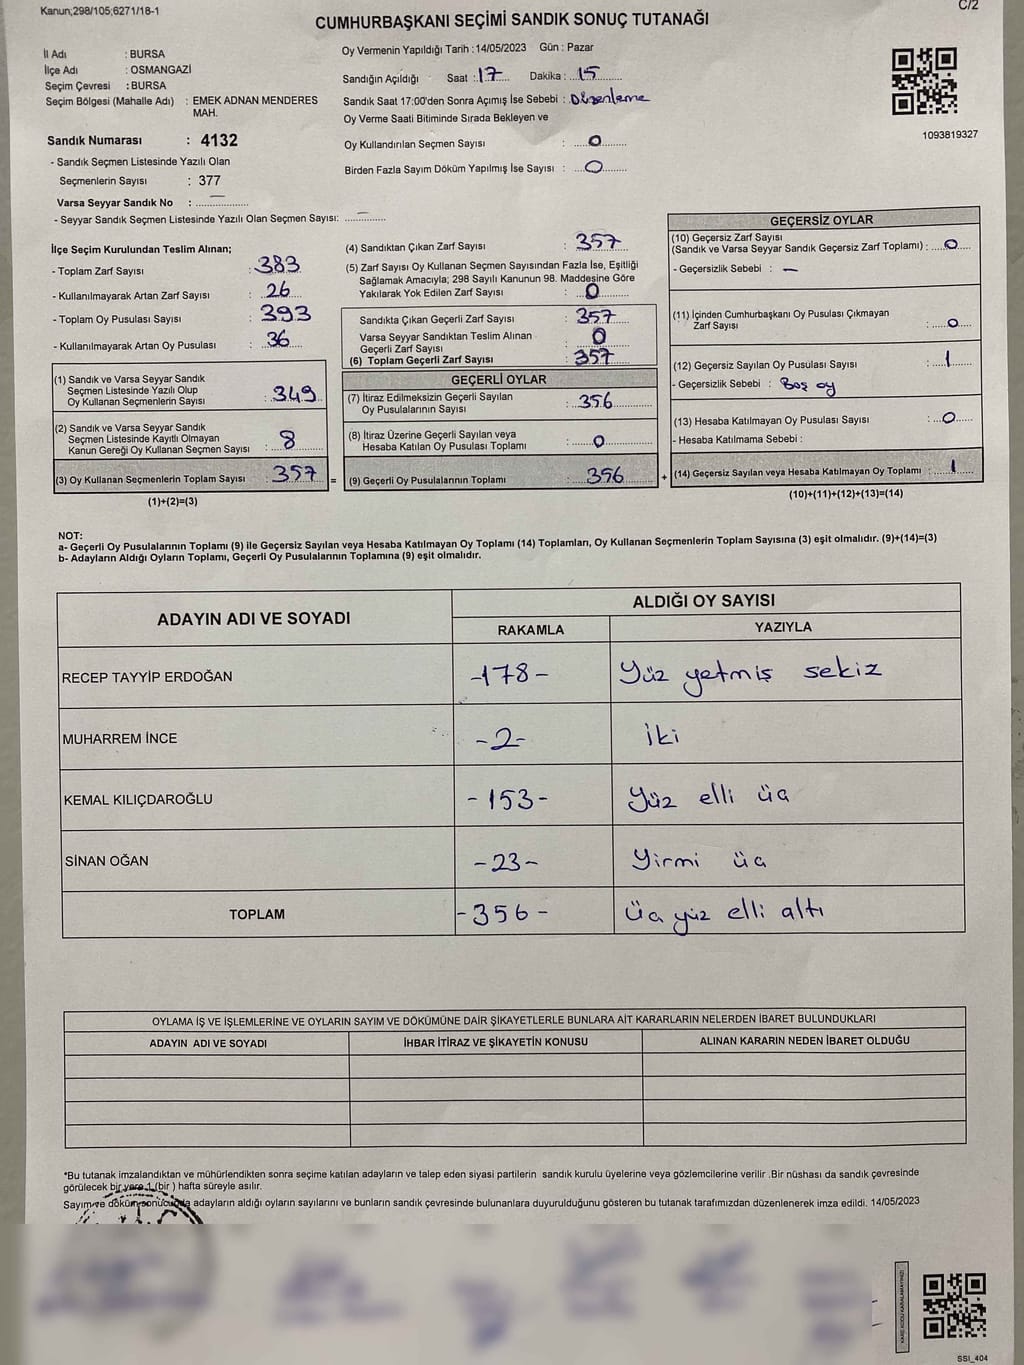 Kanun;298/105;6271/18-1
C/2
CUMHURBAŞKANI SEÇİMİ SANDIK SONUÇ TUTANAĞI
İl Adı : BURSA
İlçe Adı : OSMANGAZİ
Seçim Çevresi : BURSA
Seçim Bölgesi (Mahalle Adı) : EMEK ADNAN MENDERES MAH.
Sandık Numarası : 4132
- Sandık Seçmen Listesinde Yazılı Olan
Seçmenlerin Sayısı : 377
Varsa Seyyar Sandık No : —
- Seyyar Sandık Seçmen Listesinde Yazılı Olan Seçmen Sayısı: —
Oy Vermenin Yapıldığı Tarih : 14/05/2023 Gün : Pazar
Sandığın Açıldığı Saat : 17 Dakika : 15
Sandık Saat 17:00'den Sonra Açımış İse Sebebi : Düzenleme
Oy Verme Saati Bitiminde Sırada Bekleyen ve
Oy Kullandırılan Seçmen Sayısı : 0
Birden Fazla Sayım Döküm Yapılmış İse Sayısı : 0
1093819327
İlçe Seçim Kurulundan Teslim Alınan;
- Toplam Zarf Sayısı : 383
- Kullanılmayarak Artan Zarf Sayısı : 26
- Toplam Oy Pusulası Sayısı : 393
- Kullanılmayarak Artan Oy Pusulası : 36
(1) Sandık ve Varsa Seyyar Sandık
Seçmen Listesinde Yazılı Olup
Oy Kullanan Seçmenlerin Sayısı : 349
(2) Sandık ve Varsa Seyyar Sandık
Seçmen Listesinde Kayıtlı Olmayan
Kanun Gereği Oy Kullanan Seçmen Sayısı : 8
(3) Oy Kullanan Seçmenlerin Toplam Sayısı : 357 =
(1)+(2)=(3)
(4) Sandıktan Çıkan Zarf Sayısı : 357
(5) Zarf Sayısı Oy Kullanan Seçmen Sayısından Fazla İse, Eşitliği
Sağlamak Amacıyla; 298 Sayılı Kanunun 98. Maddesine Göre
Yakılarak Yok Edilen Zarf Sayısı : 0
Sandıkta Çıkan Geçerli Zarf Sayısı : 357
Varsa Seyyar Sandıktan Teslim Alınan
Geçerli Zarf Sayısı : 0
(6) Toplam Geçerli Zarf Sayısı : 357
GEÇERLİ OYLAR
(7) İtiraz Edilmeksizin Geçerli Sayılan
Oy Pusulalarının Sayısı : 356
(8) İtiraz Üzerine Geçerli Sayılan veya
Hesaba Katılan Oy Pusulası Toplamı : 0
(9) Geçerli Oy Pusulalarının Toplamı : 356 +
GEÇERSİZ OYLAR
(10) Geçersiz Zarf Sayısı
(Sandık ve Varsa Seyyar Sandık Geçersiz Zarf Toplamı) : 0
- Geçersizlik Sebebi : —
(11) İçinden Cumhurbaşkanı Oy Pusulası Çıkmayan
Zarf Sayısı : 0
(12) Geçersiz Sayılan Oy Pusulası Sayısı : 1
- Geçersizlik Sebebi : Boş oy
(13) Hesaba Katılmayan Oy Pusulası Sayısı : 0
- Hesaba Katılmama Sebebi :
(14) Geçersiz Sayılan veya Hesaba Katılmayan Oy Toplamı : 1
(10)+(11)+(12)+(13)=(14)
NOT:
a- Geçerli Oy Pusulalarının Toplamı (9) ile Geçersiz Sayılan veya Hesaba Katılmayan Oy Toplamı (14) Toplamları, Oy Kullanan Seçmenlerin Toplam Sayısına (3) eşit olmalıdır. (9)+(14)=(3)
b- Adayların Aldığı Oyların Toplamı, Geçerli Oy Pusulalarının Toplamına (9) eşit olmalıdır.
ADAYIN ADI VE SOYADI
ALDIĞI OY SAYISI
RAKAMLA YAZIYLA
RECEP TAYYİP ERDOĞAN -178- Yüz yetmiş sekiz
MUHARREM İNCE -2- iki
KEMAL KILIÇDAROĞLU -153- Yüz elli üç
SİNAN OĞAN -23- Yirmi üç
TOPLAM -356- Üç yüz elli altı
OYLAMA İŞ VE İŞLEMLERİNE VE OYLARIN SAYIM VE DÖKÜMÜNE DAİR ŞİKAYETLERLE BUNLARA AİT KARARLARIN NELERDEN İBARET BULUNDUKLARI
ADAYIN ADI VE SOYADI İHBAR İTİRAZ VE ŞİKAYETİN KONUSU ALINAN KARARIN NEDEN İBARET OLDUĞU
*Bu tutanak imzalandıktan ve mühürlendikten sonra seçime katılan adayların ve talep eden siyasi partilerin sandık kurulu üyelerine veya gözlemcilerine verilir .Bir nüshası da sandık çevresinde
görülecek bir yere 1 (bir ) hafta süreyle asılır.
Sayım ve döküm sonucunda adayların aldığı oyların sayılarını ve bunların sandık çevresinde bulunanlara duyurulduğunu gösteren bu tutanak tarafımızdan düzenlenerek imza edildi. 14/05/2023
KARE KODU KARALAMAYINIZ!
SSI_404